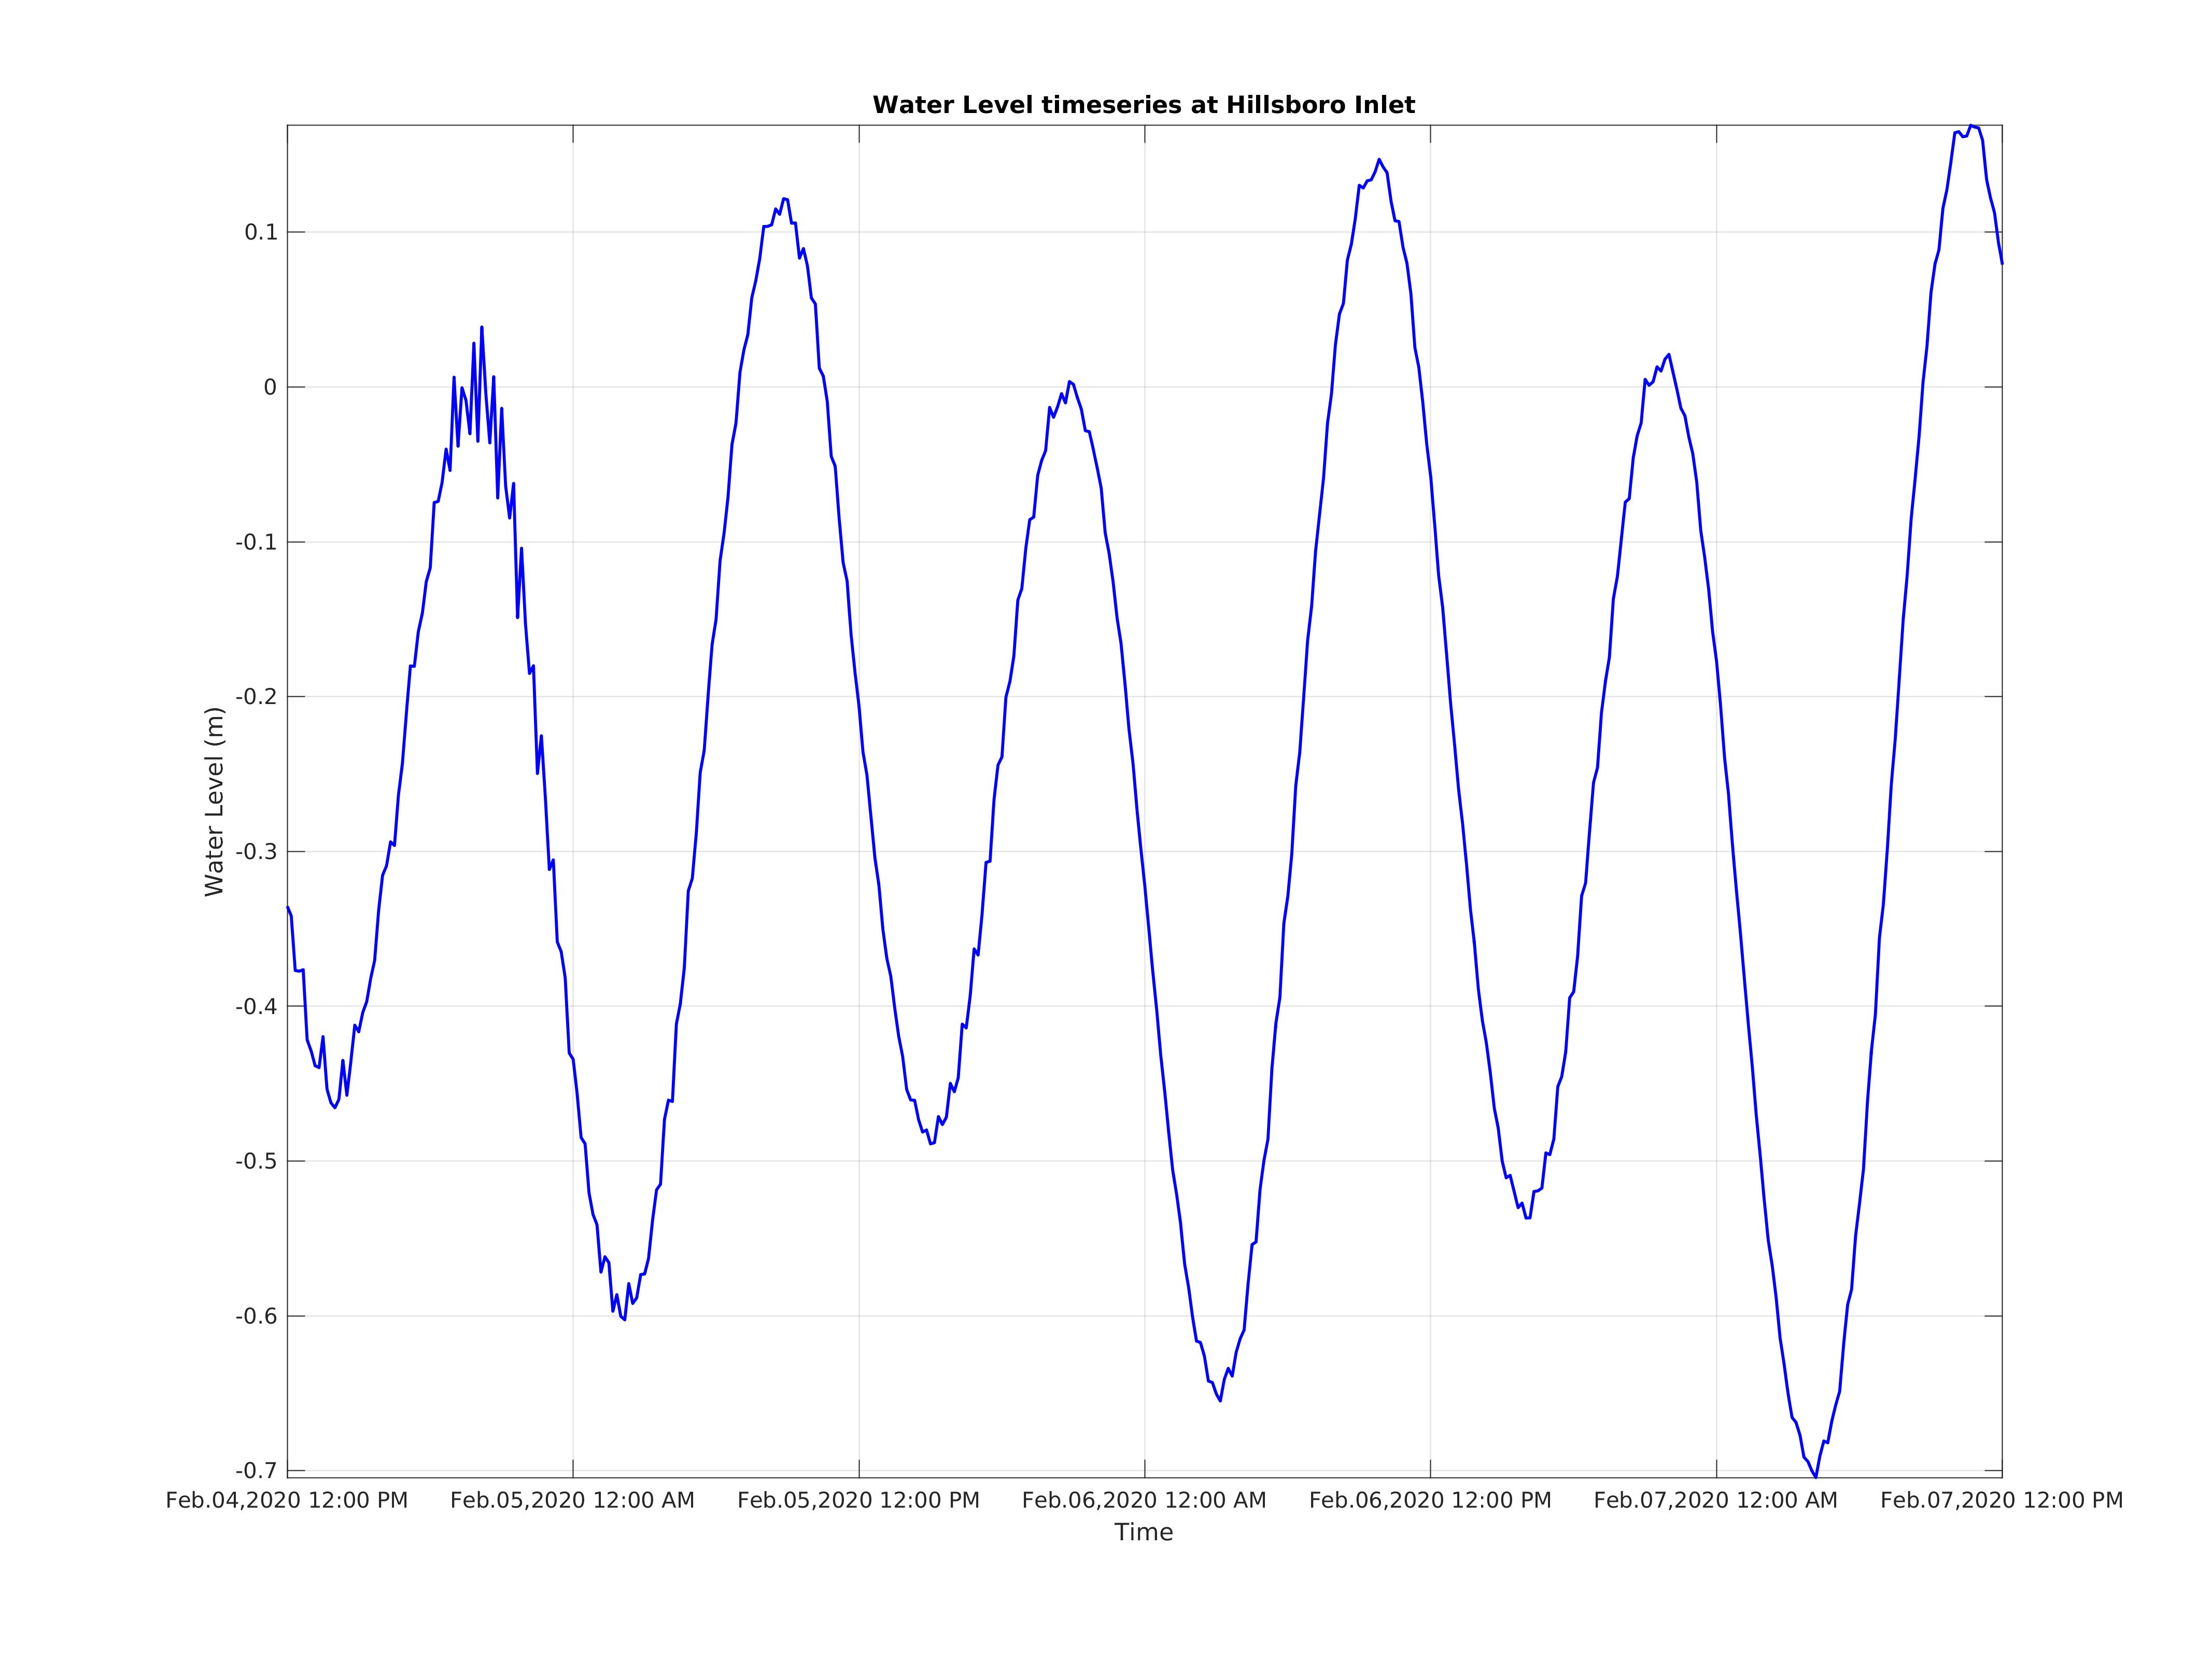 Water Level timeseries at Hillsboro Inlet
0.1
0
-0.1
-0.2
-0.3
-0.4
-0.5
-0.6
-0.7
Water Level (m)
Feb.04,2020 12:00 PM
Feb.05,2020 12:00 AM
Feb.05,2020 12:00 PM
Feb.06,2020 12:00 AM
Feb.06,2020 12:00 PM
Feb.07,2020 12:00 AM
Feb.07,2020 12:00 PM
Time